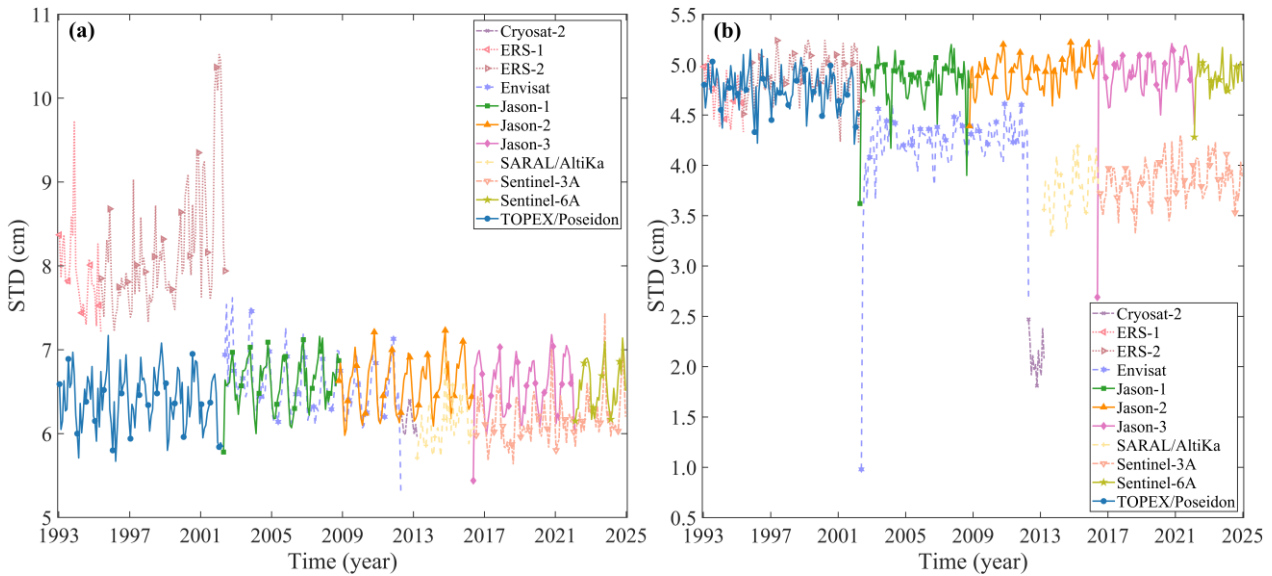 (a)
Cryosat-2
ERS-1
ERS-2
Envisat
Jason-1
Jason-2
Jason-3
SARAL/AltiKa
Sentinel-3A
Sentinel-6A
TOPEX/Poseidon
STD (cm)
11
10
9
8
7
6
5
1993 1997 2001 2005 2009 2013 2017 2021 2025
Time (year)
(b)
STD (cm)
5.5
5.0
4.5
4.0
3.5
3.0
2.5
2.0
1.5
1.0
0.5
Cryosat-2
ERS-1
ERS-2
Envisat
Jason-1
Jason-2
Jason-3
SARAL/AltiKa
Sentinel-3A
Sentinel-6A
TOPEX/Poseidon
1993 1997 2001 2005 2009 2013 2017 2021 2025
Time (year)